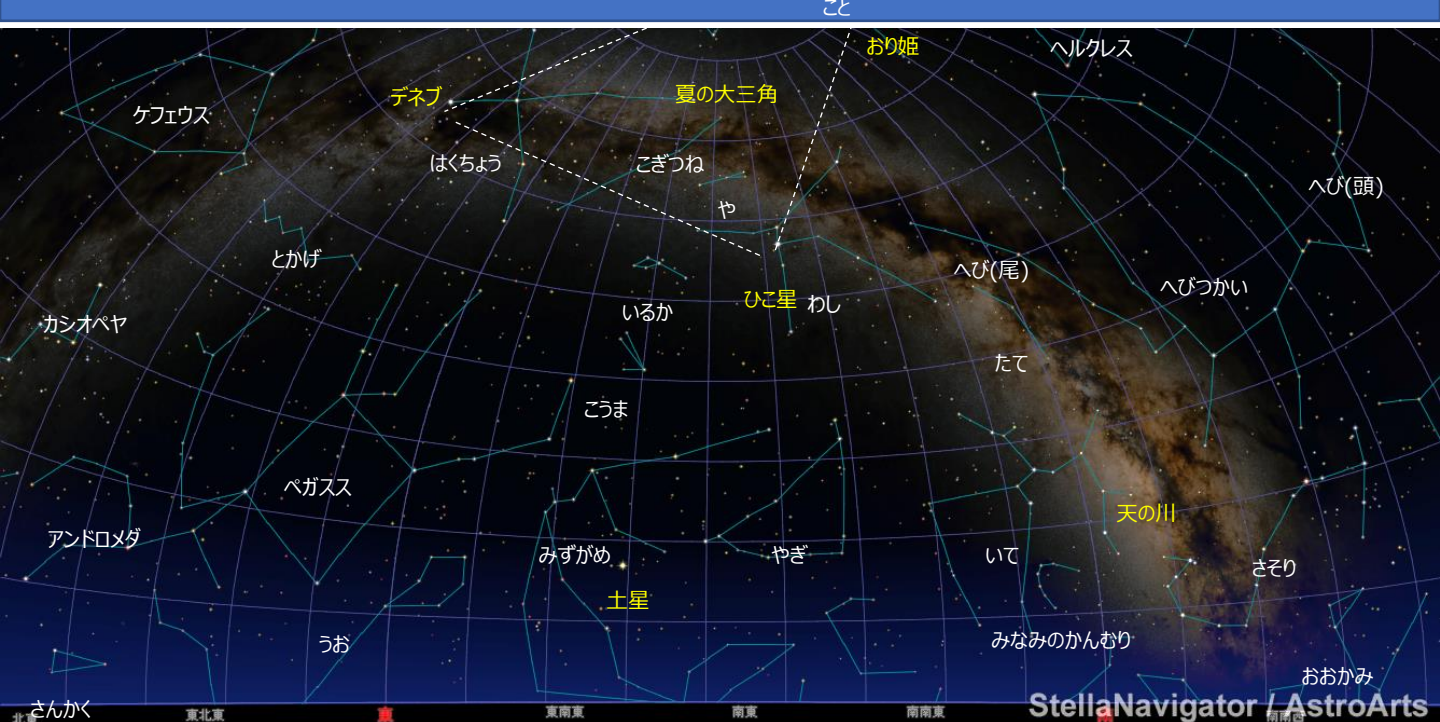 こと
おり姫
ヘルクレス
デネブ
夏の大三角
ケフェウス
はくちょう
こぎつね
へび(頭)
や
とかげ
へび(尾)
へびつかい
ひこ星
わし
いるか
カシオペヤ
たて
こうま
ペガスス
天の川
アンドロメダ
みずがめ
やぎ
いて
さそり
土星
うお
みなみのかんむり
おおかみ
さんかく
東北東
東
東南東
南東
南南東
StellaNavigator / AstroArts